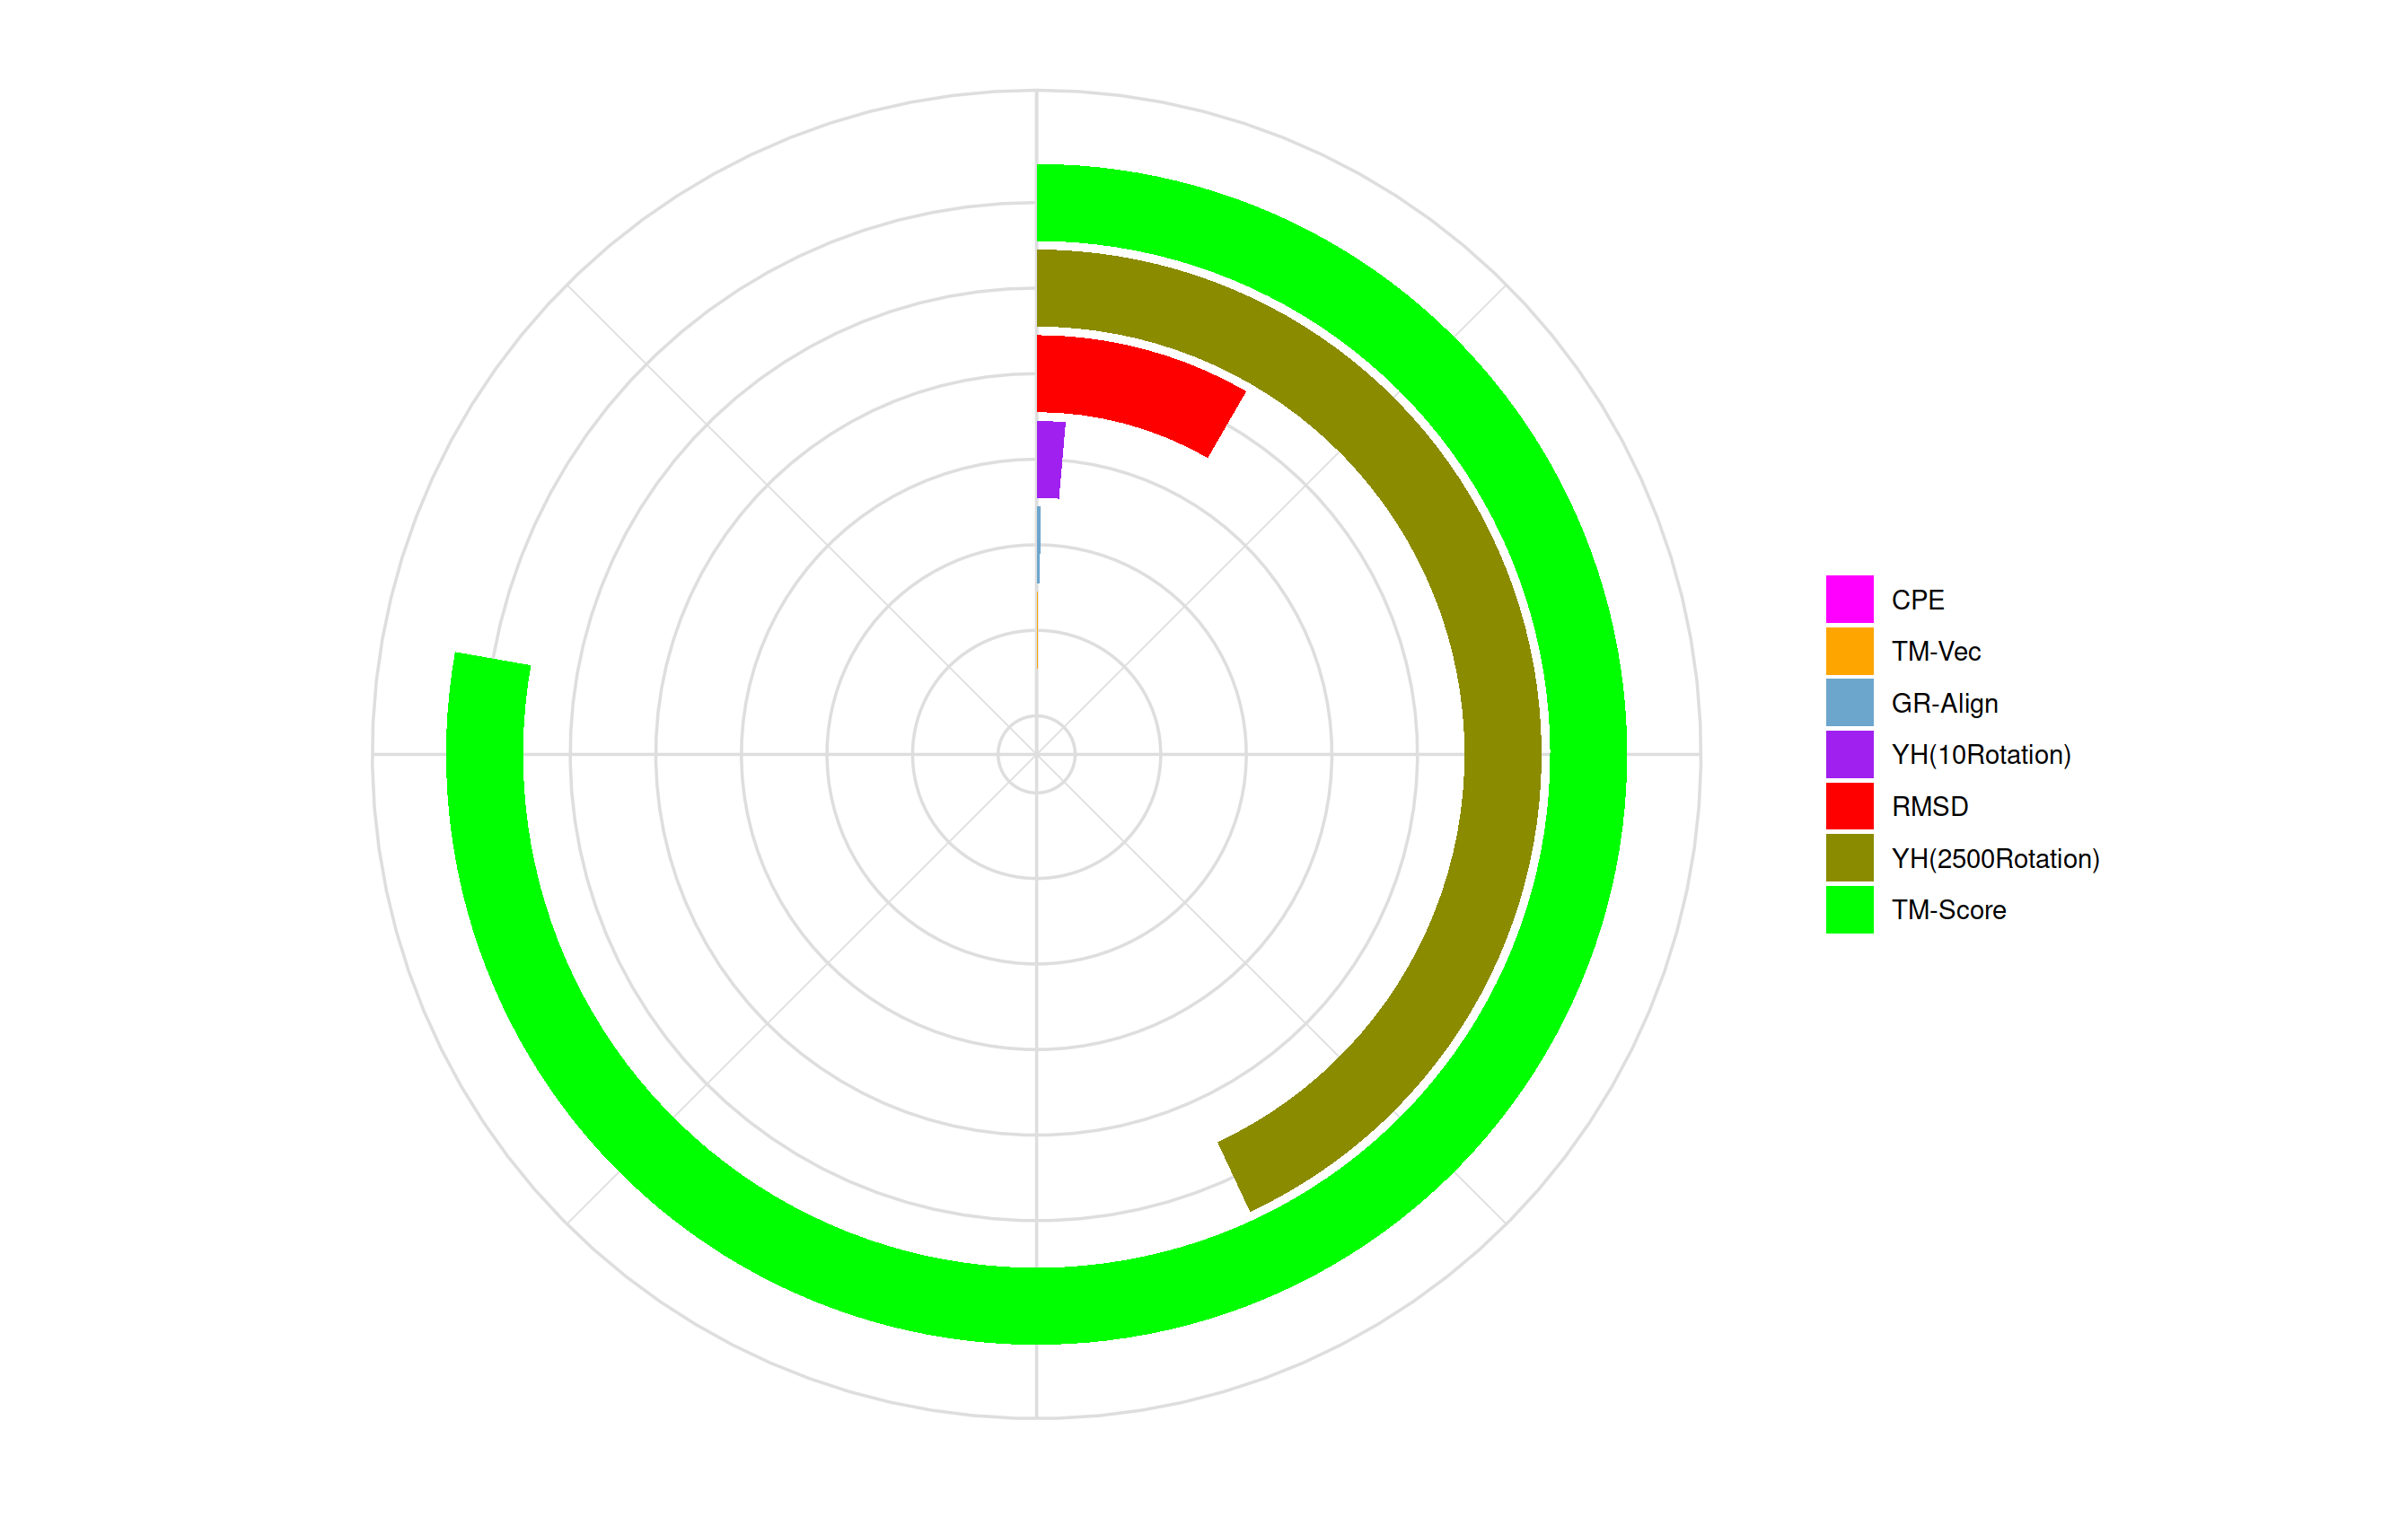 CPE
TM-Vec
GR-Align
YH(10Rotation)
RMSD
YH(2500Rotation)
TM-Score